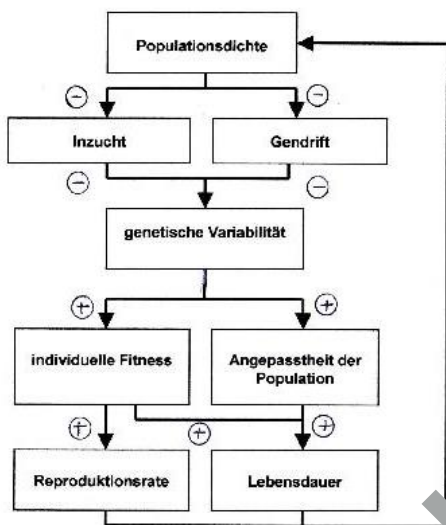 Populationsdichte
⊖ ⊖
Inzucht Gendrift
⊖ ⊖
genetische Variabilität
⊕ ⊕
individuelle Fitness Angepasstheit der
Population
⊕ ⊕ ⊕
Reproduktionsrate Lebensdauer